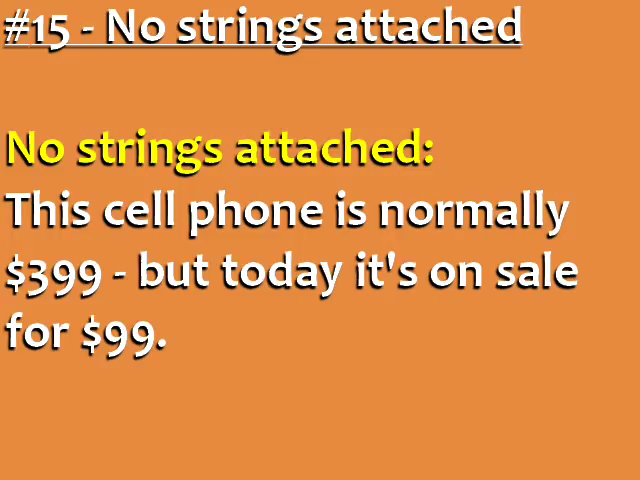 #15 - No strings attached
No strings attached:
This cell phone is normally
$399 - but today it's on sale
for $99.